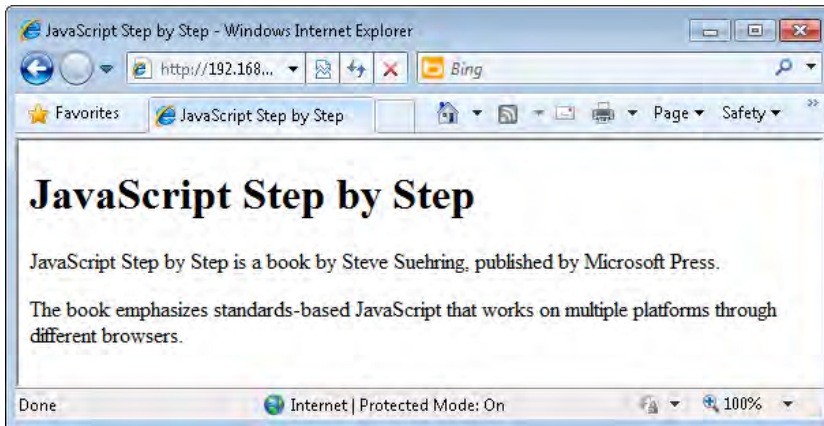 JavaScript Step by Step - Windows Internet Explorer
http://192.168...
Bing
Favorites
JavaScript Step by Step
Page
Safety
JavaScript Step by Step
JavaScript Step by Step is a book by Steve Suehring, published by Microsoft Press.
The book emphasizes standards-based JavaScript that works on multiple platforms through
different browsers.
Done
Internet | Protected Mode: On
100%